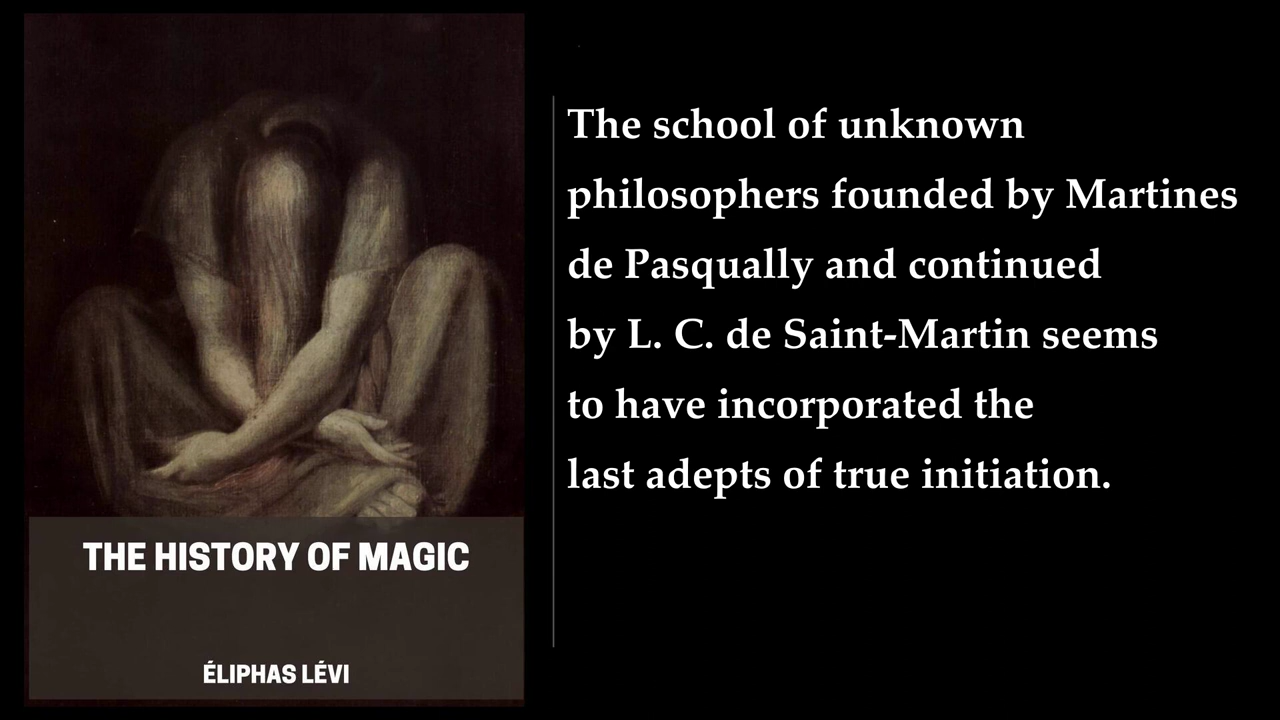 THE HISTORY OF MAGIC
ÉLIPHAS LÉVI
The school of unknown
philosophers founded by Martines
de Pasqually and continued
by L. C. de Saint-Martin seems
to have incorporated the
last adepts of true initiation.